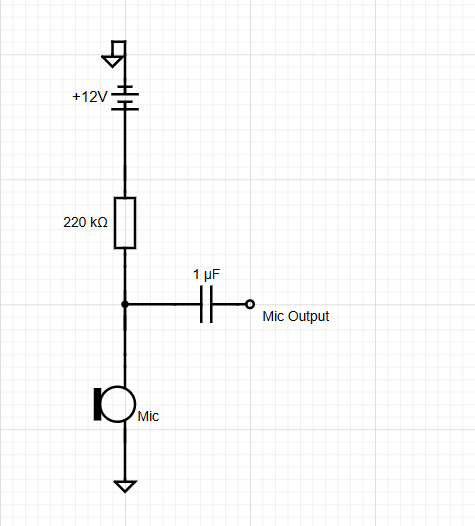 +12V
220 kΩ
1 µF
Mic Output
Mic